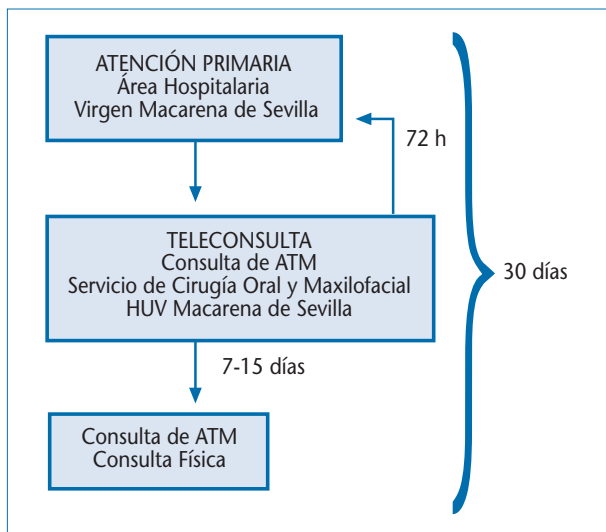 ATENCIÓN PRIMARIA
Área Hospitalaria
Virgen Macarena de Sevilla
72 h
TELECONSULTA
Consulta de ATM
Servicio de Cirugía Oral y Maxilofacial
HUV Macarena de Sevilla
30 días
7-15 días
Consulta de ATM
Consulta Física